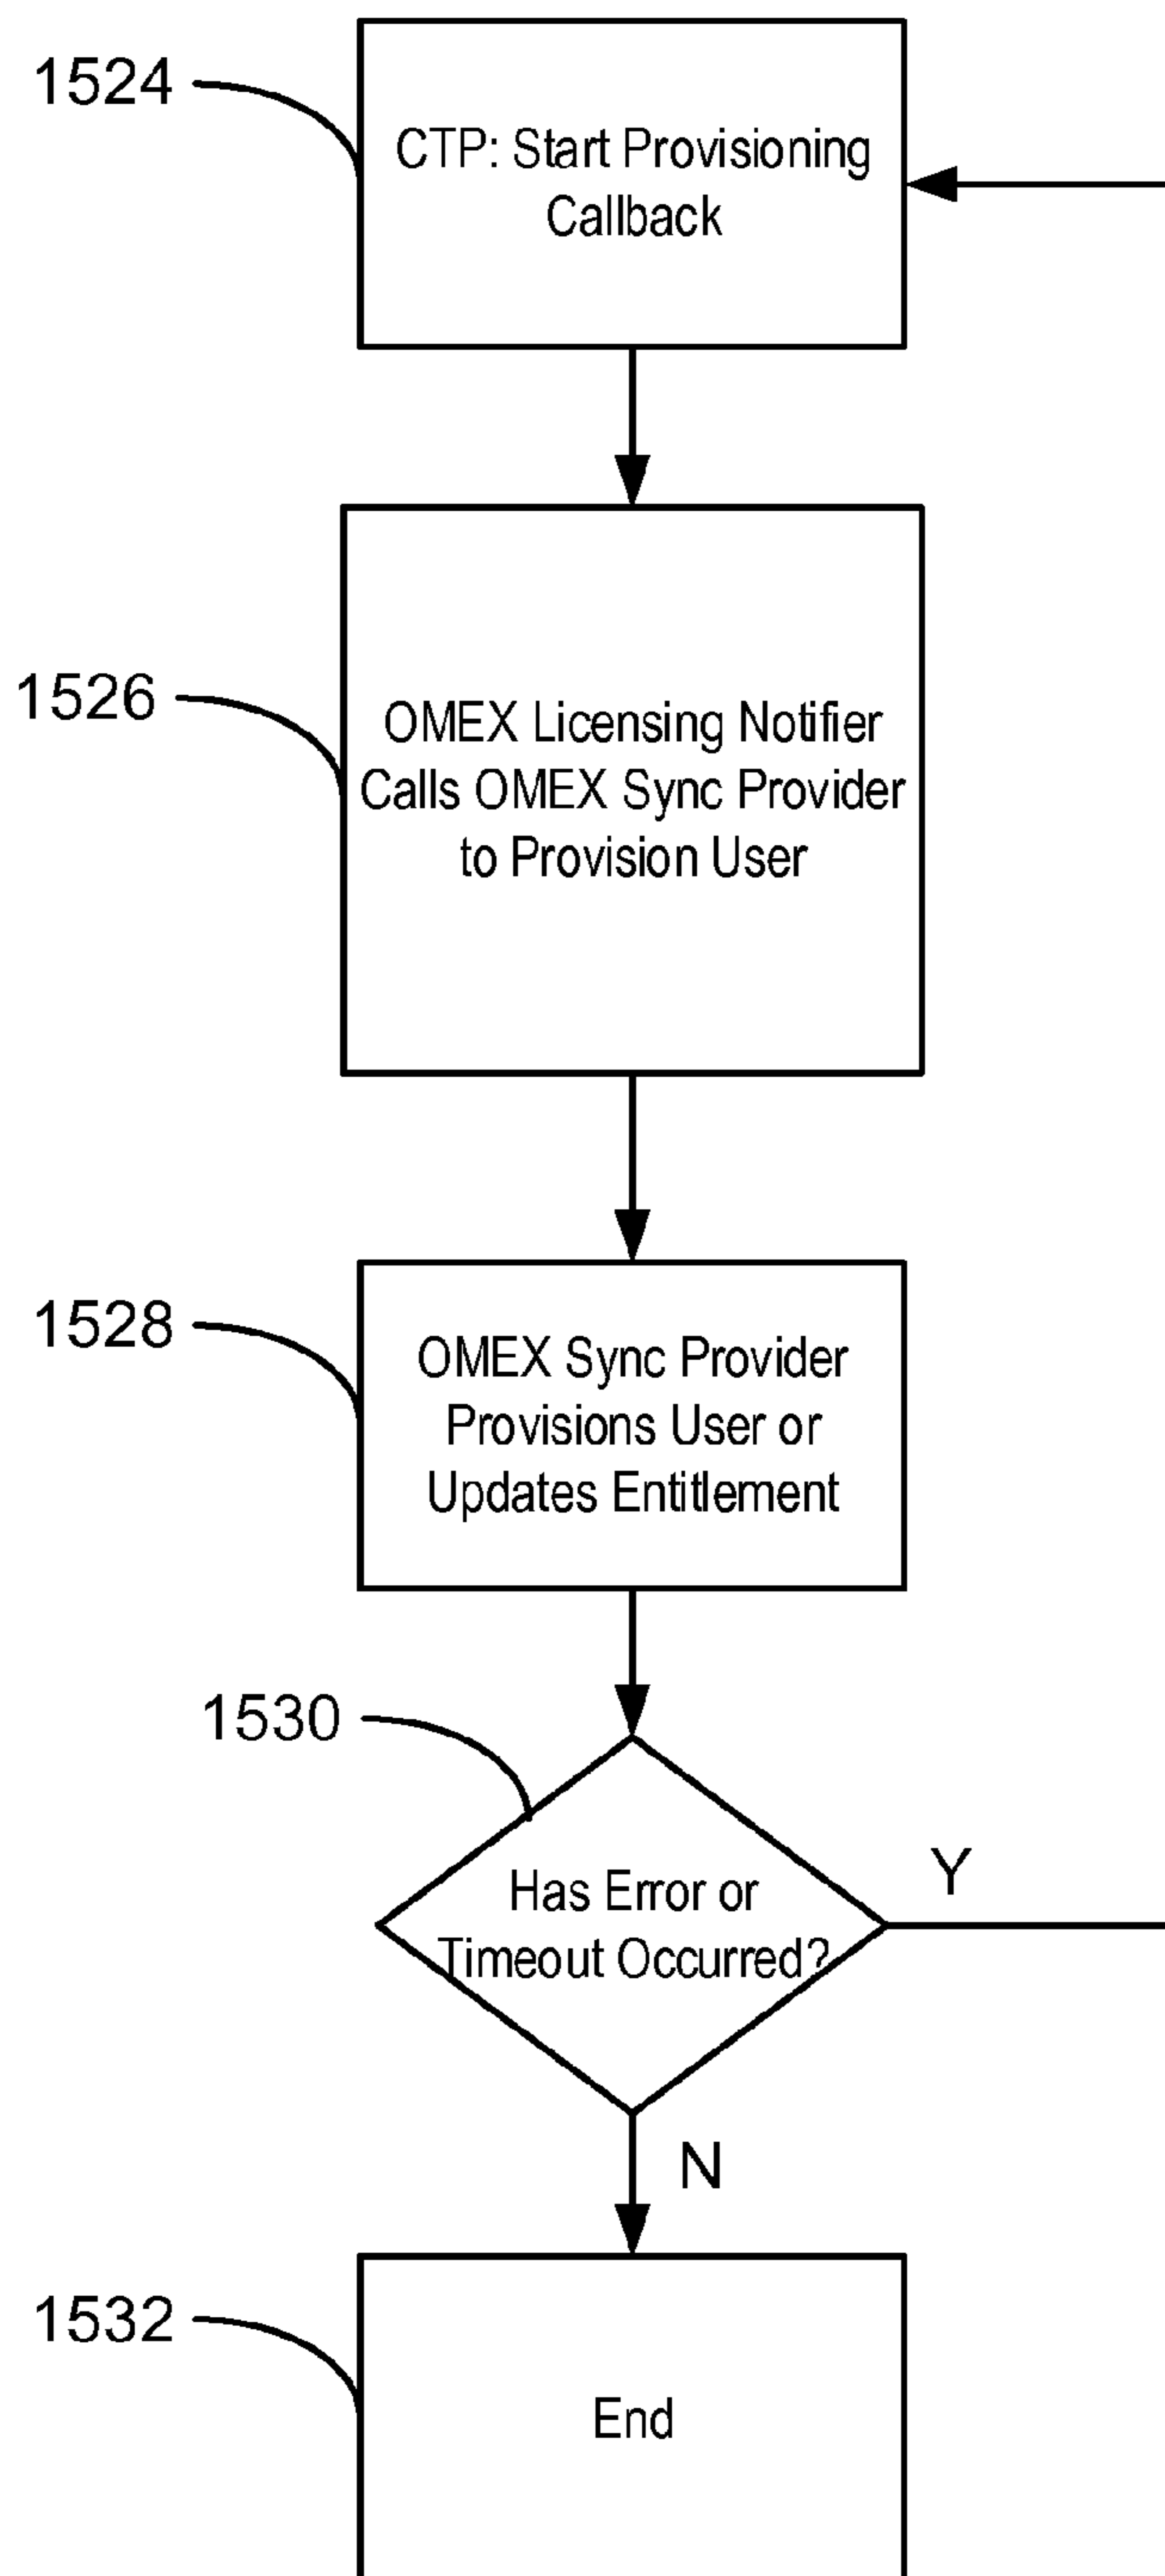 1524
CTP: Start Provisioning
Callback
1526
OMEX Licensing Notifier
Calls OMEX Sync Provider
to Provision User
1528
OMEX Sync Provider
Provisions User or
Updates Entitlement
1530
Has Error or
Timeout Occurred?
Y
N
1532
End